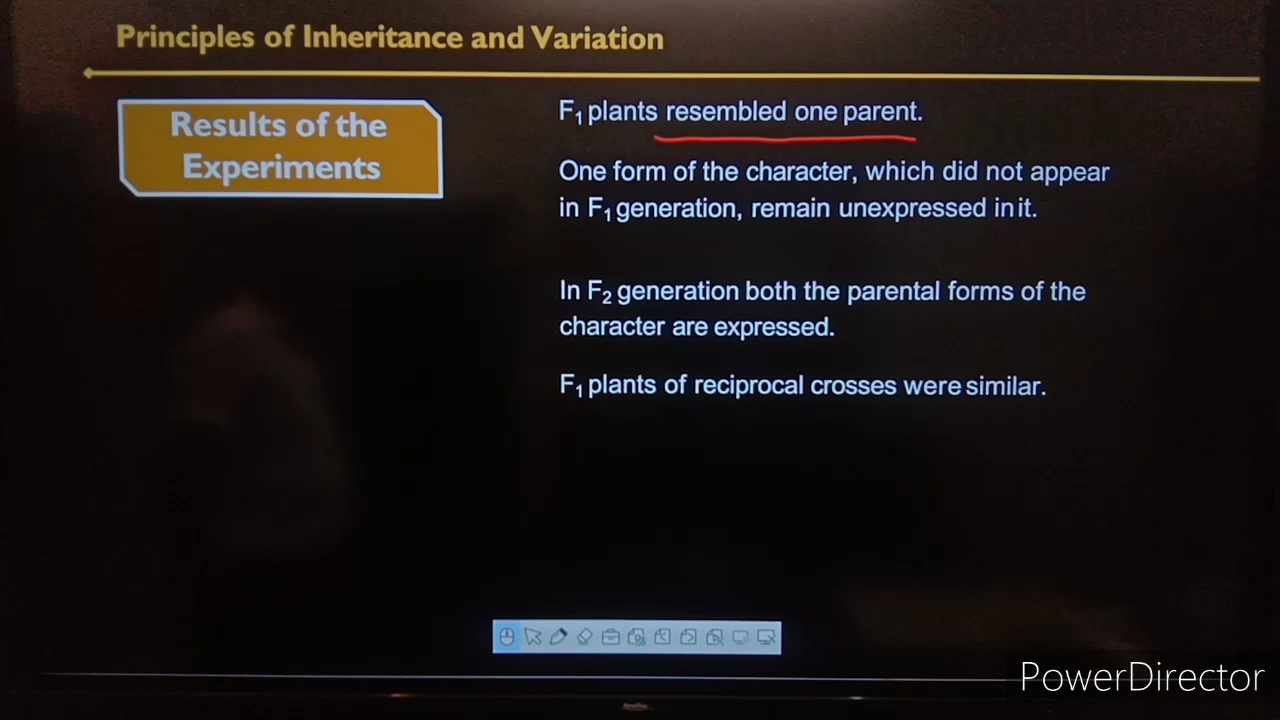 Principles of Inheritance and Variation
Results of the
Experiments
F₁ plants resembled one parent.
One form of the character, which did not appear
in F₁ generation, remain unexpressed in it.
In F₂ generation both the parental forms of the
character are expressed.
F₁ plants of reciprocal crosses were similar.
PowerDirector